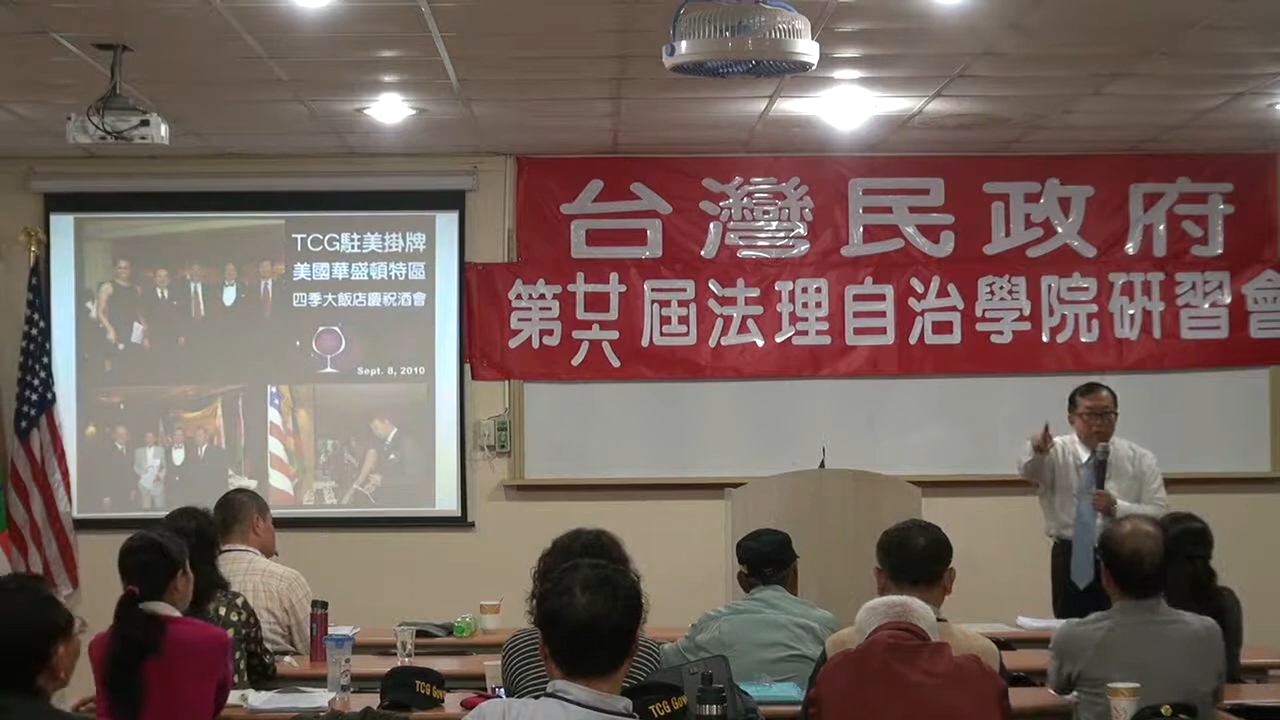 TCG駐美掛牌
美國華盛頓特區
四季大飯店慶祝酒會
Sept. 8, 2010
台灣民政府
第廿六屆法理自治學院研習會
TCG Gov
TCG Gov